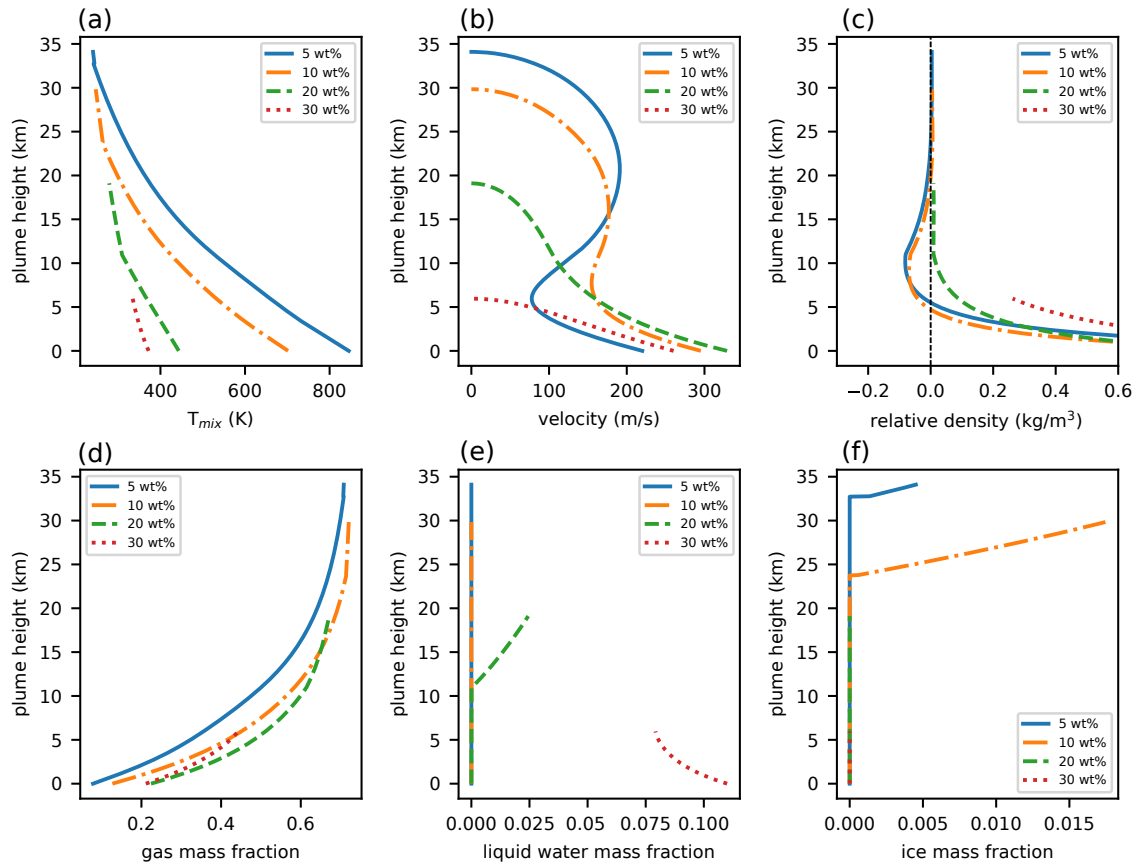 (a)
35
30
25
20
15
10
5
0
plume height (km)
400
600
800
T_mix (K)
5 wt%
10 wt%
20 wt%
30 wt%
(b)
35
30
25
20
15
10
5
0
plume height (km)
0
100
200
300
velocity (m/s)
5 wt%
10 wt%
20 wt%
30 wt%
(c)
35
30
25
20
15
10
5
0
plume height (km)
−0.2
0.0
0.2
0.4
0.6
relative density (kg/m³)
5 wt%
10 wt%
20 wt%
30 wt%
(d)
35
30
25
20
15
10
5
0
plume height (km)
0.2
0.4
0.6
gas mass fraction
5 wt%
10 wt%
20 wt%
30 wt%
(e)
35
30
25
20
15
10
5
0
plume height (km)
0.000
0.025
0.050
0.075
0.100
liquid water mass fraction
5 wt%
10 wt%
20 wt%
30 wt%
(f)
35
30
25
20
15
10
5
0
plume height (km)
0.000
0.005
0.010
0.015
ice mass fraction
5 wt%
10 wt%
20 wt%
30 wt%